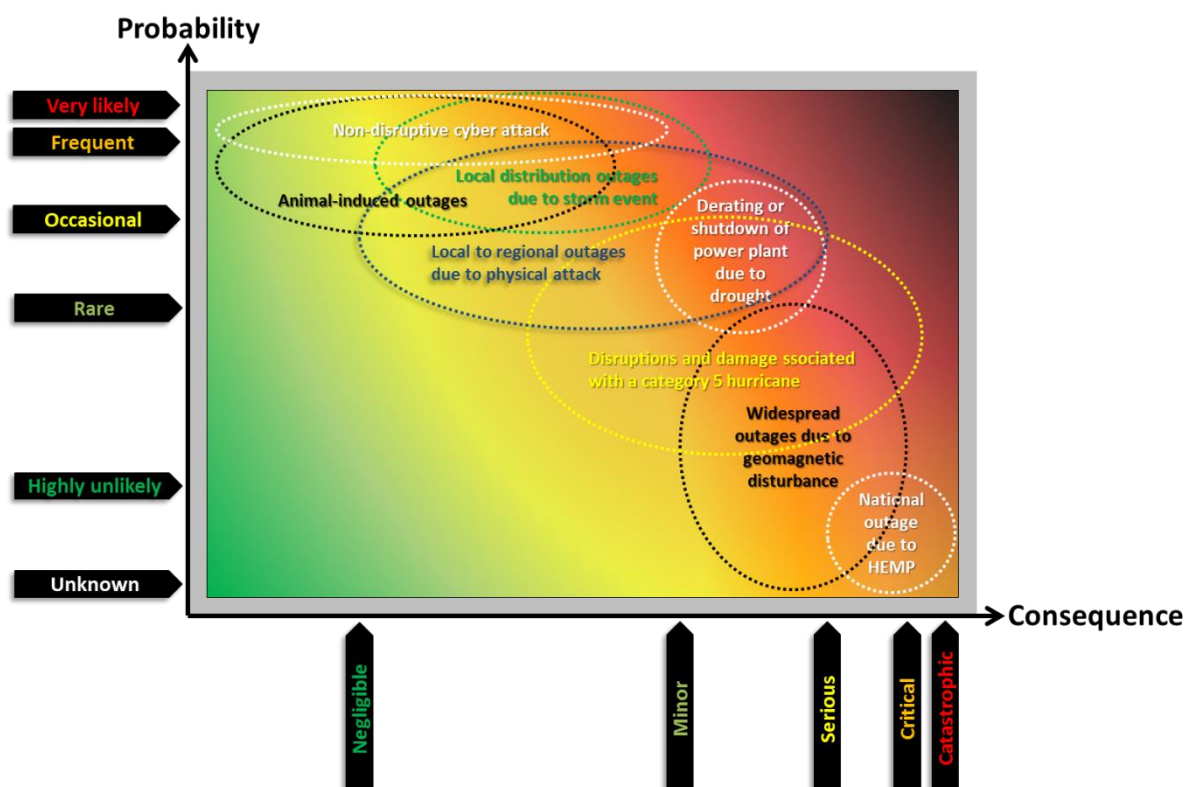 Probability
Very likely
Frequent
Occasional
Rare
Highly unlikely
Unknown
Non-disruptive cyber attack
Local distribution outages
due to storm event
Animal-induced outages
Derating or
shutdown of
power plant
due to
drought
Local to regional outages
due to physical attack
Disruptions and damage ssociated
with a category 5 hurricane
Widespread
outages due to
geomagnetic
disturbance
National
outage
due to
HEMP
Consequence
Negligible
Minor
Serious
Critical
Catastrophic